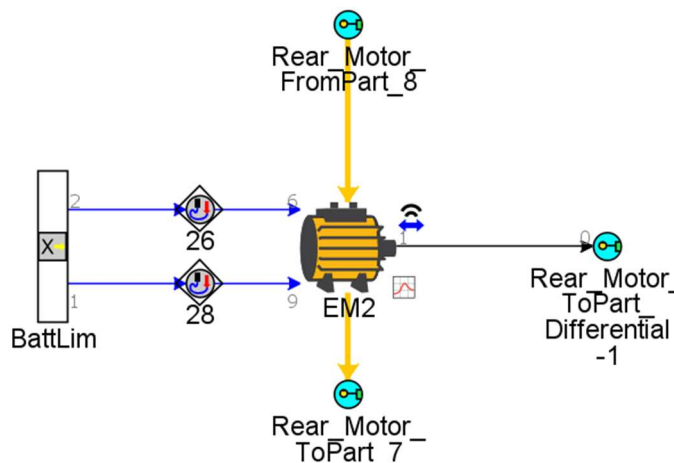 Rear_Motor_
FromPart_8
2
6
26
X
1
0
1
9
28
EM2
BattLim
Rear_Motor_
ToPart_
Differential
-1
Rear_Motor_
ToPart_7